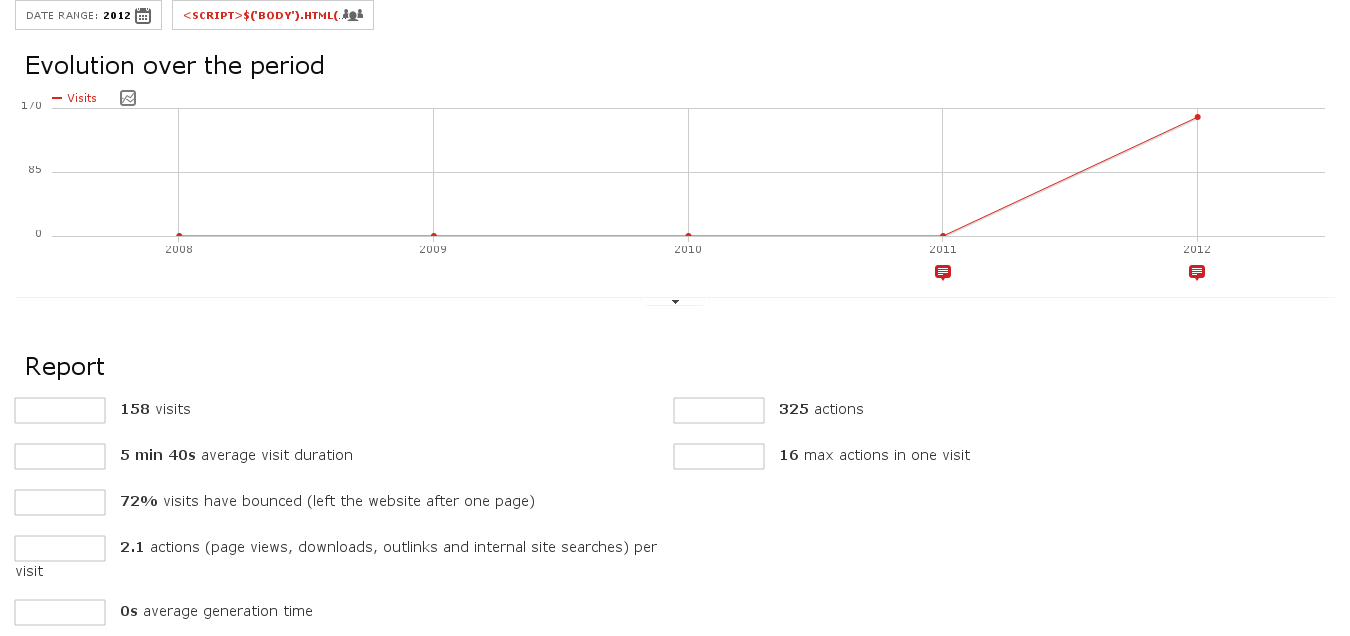 DATE RANGE: 2012
<SCRIPT>$('BODY').HTML(.
Evolution over the period
Visits
170
85
0
2008 2009 2010 2011 2012
Report
158 visits
325 actions
5 min 40s average visit duration
16 max actions in one visit
72% visits have bounced (left the website after one page)
2.1 actions (page views, downloads, outlinks and internal site searches) per
visit
0s average generation time